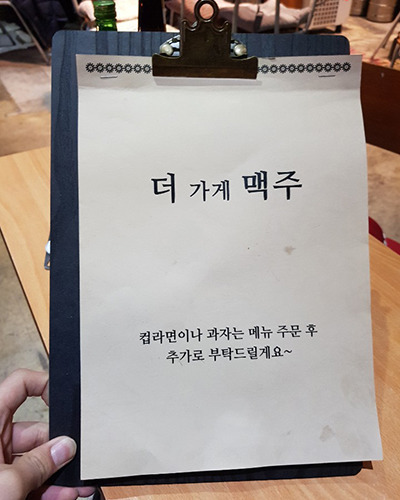 더 가게 맥주
컵라면이나 과자는 메뉴 주문 후
추가로 부탁드릴게요~